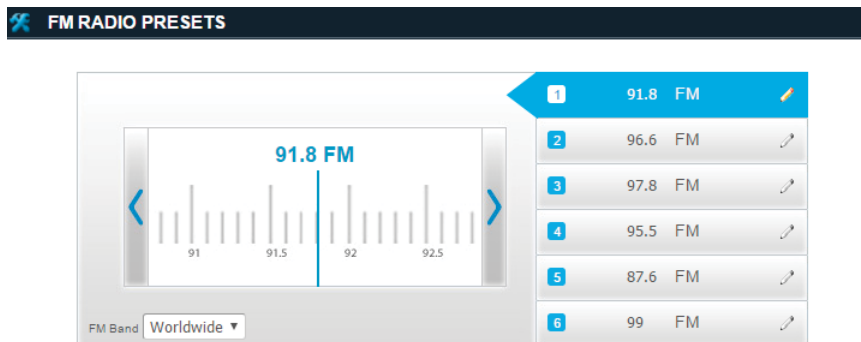 FM RADIO PRESETS
91.8 FM
91 91.5 92 92.5
FM Band Worldwide ▼
1 91.8 FM
2 96.6 FM
3 97.8 FM
4 95.5 FM
5 87.6 FM
6 99 FM